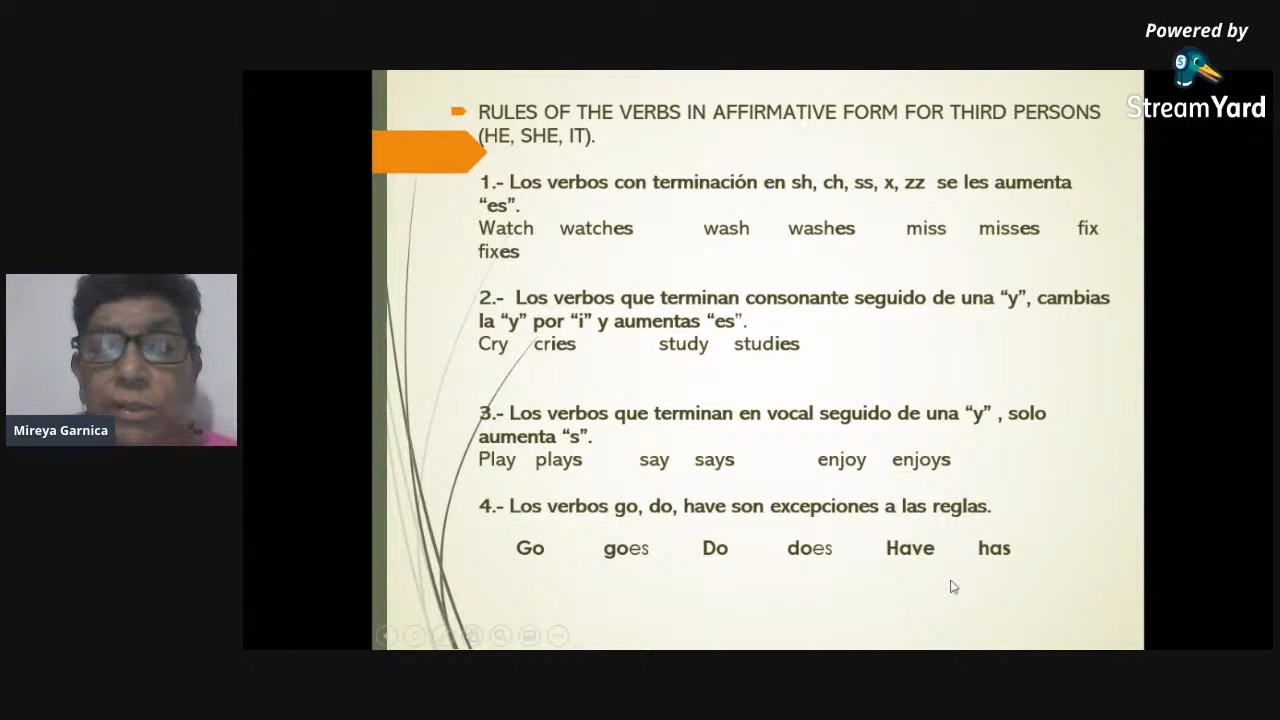 Powered by
StreamYard
RULES OF THE VERBS IN AFFIRMATIVE FORM FOR THIRD PERSONS
(HE, SHE, IT).
1.- Los verbos con terminación en sh, ch, ss, x, zz se les aumenta
“es”.
Watch watches wash washes miss misses fix
fixes
2.- Los verbos que terminan consonante seguido de una “y”, cambias
la “y” por “i” y aumentas “es”.
Cry cries study studies
3.- Los verbos que terminan en vocal seguido de una “y” , solo
aumenta “s”.
Play plays say says enjoy enjoys
4.- Los verbos go, do, have son excepciones a las reglas.
Go goes Do does Have has
Mireya Garnica